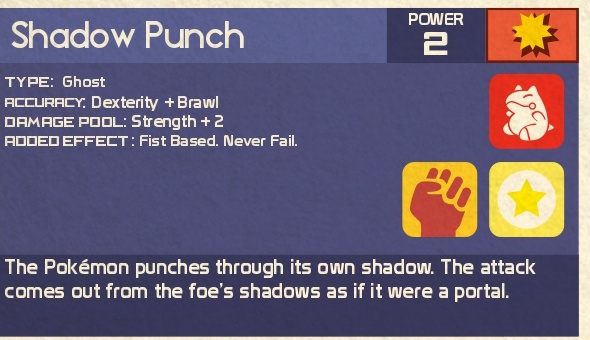 Shadow Punch
POWER
2
TYPE: Ghost
ACCURACY: Dexterity + Brawl
DAMAGE POOL: Strength + 2
ADDED EFFECT: Fist Based. Never Fail.
The Pokémon punches through its own shadow. The attack
comes out from the foe's shadows as if it were a portal.